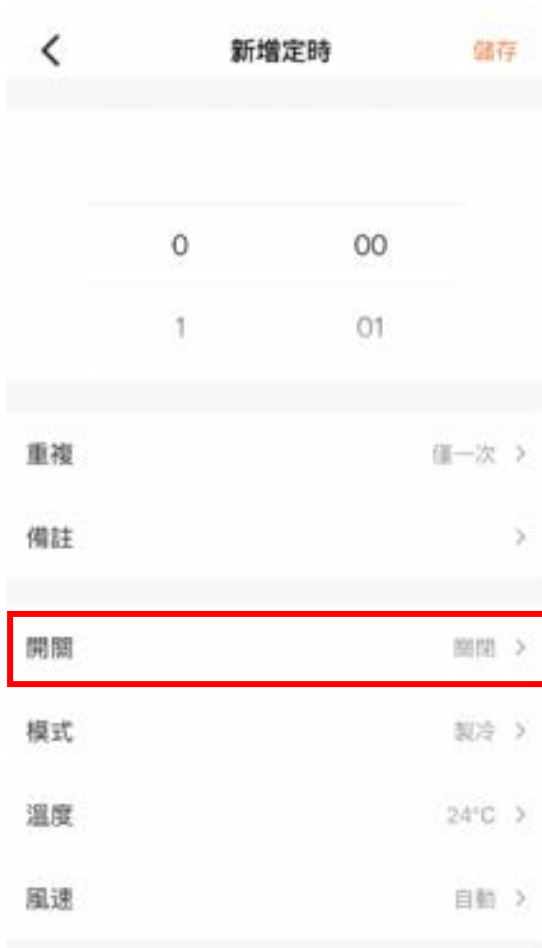 新增定時 儲存
0 00
1 01
重複 僅一次
備註
開關 關閉
模式 製冷
溫度 24°C
風速 自動